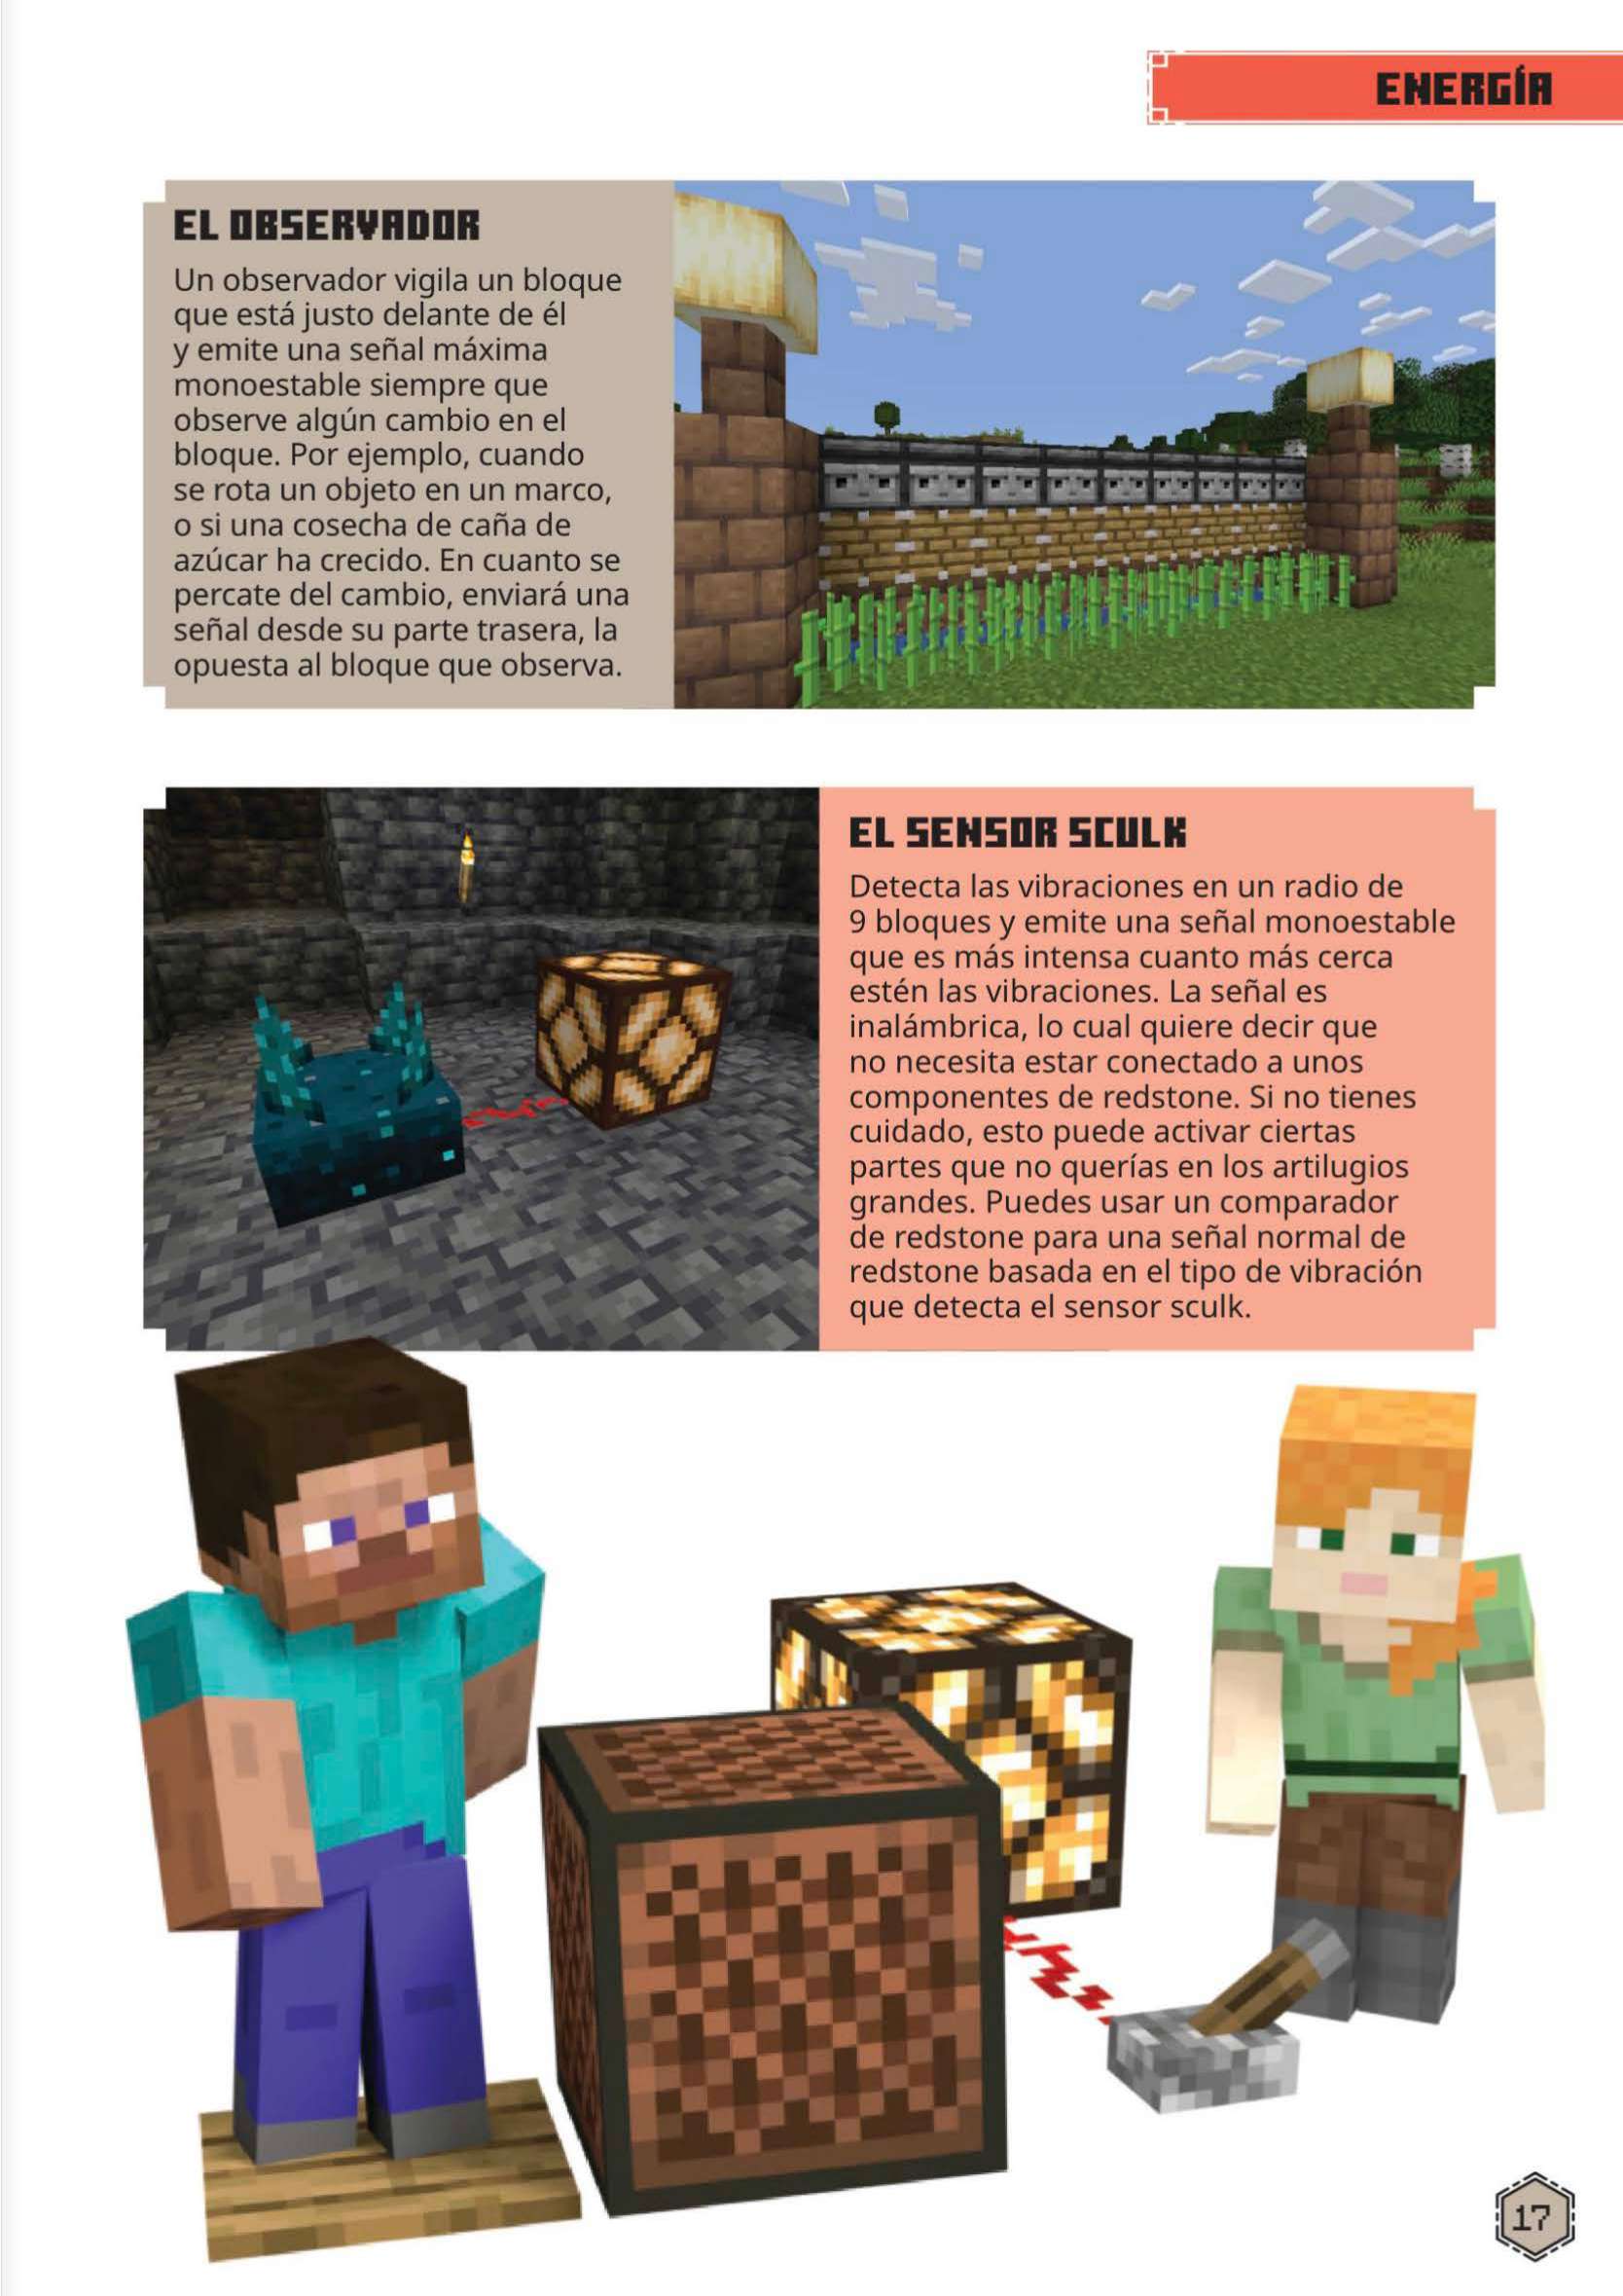 ENERGÍA
EL OBSERVADOR
Un observador vigila un bloque
que está justo delante de él
y emite una señal máxima
monoestable siempre que
observe algún cambio en el
bloque. Por ejemplo, cuando
se rota un objeto en un marco,
o si una cosecha de caña de
azúcar ha crecido. En cuanto se
percate del cambio, enviará una
señal desde su parte trasera, la
opuesta al bloque que observa.
EL SENSOR SCULK
Detecta las vibraciones en un radio de
9 bloques y emite una señal monoestable
que es más intensa cuanto más cerca
estén las vibraciones. La señal es
inalámbrica, lo cual quiere decir que
no necesita estar conectado a unos
componentes de redstone. Si no tienes
cuidado, esto puede activar ciertas
partes que no querías en los artilugios
grandes. Puedes usar un comparador
de redstone para una señal normal de
redstone basada en el tipo de vibración
que detecta el sensor sculk.
17